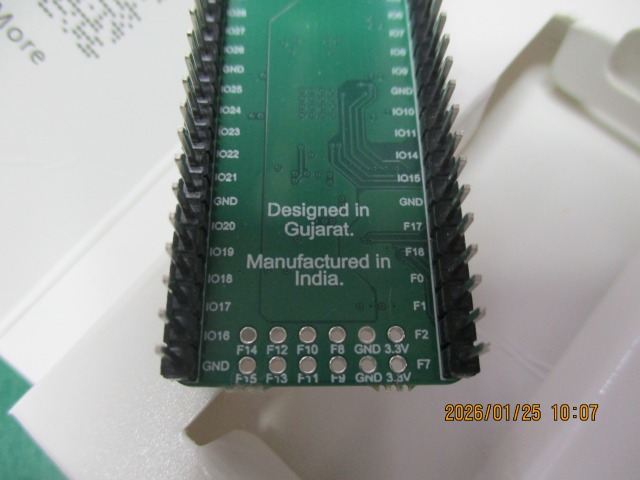 More
IO27
IO26
GND
IO25
IO24
IO23
IO22
IO21
GND
IO20
IO19
IO18
IO17
IO16
GND
IO6
IO7
IO8
IO9
GND
IO10
IO11
IO14
IO15
GND
F17
F16
F0
F1
F2
F7
Designed in
Gujarat.
Manufactured in
India.
F14 F12 F10 F8 GND 3.3V
F15 F13 F11 F9 GND 3.3V
2026/01/25 10:07